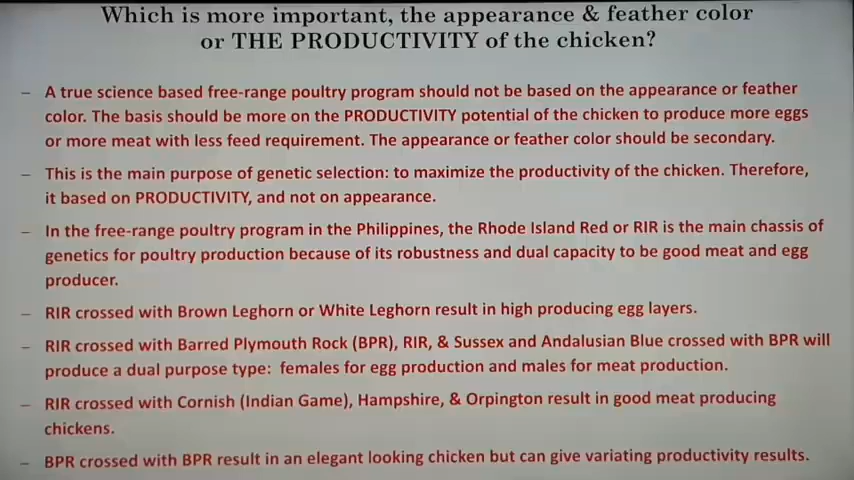 Which is more important, the appearance & feather color
or THE PRODUCTIVITY of the chicken?
– A true science based free-range poultry program should not be based on the appearance or feather
color. The basis should be more on the PRODUCTIVITY potential of the chicken to produce more eggs
or more meat with less feed requirement. The appearance or feather color should be secondary.
– This is the main purpose of genetic selection: to maximize the productivity of the chicken. Therefore,
it based on PRODUCTIVITY, and not on appearance.
– In the free-range poultry program in the Philippines, the Rhode Island Red or RIR is the main chassis of
genetics for poultry production because of its robustness and dual capacity to be good meat and egg
producer.
– RIR crossed with Brown Leghorn or White Leghorn result in high producing egg layers.
– RIR crossed with Barred Plymouth Rock (BPR), RIR, & Sussex and Andalusian Blue crossed with BPR will
produce a dual purpose type: females for egg production and males for meat production.
– RIR crossed with Cornish (Indian Game), Hampshire, & Orpington result in good meat producing
chickens.
– BPR crossed with BPR result in an elegant looking chicken but can give variating productivity results.